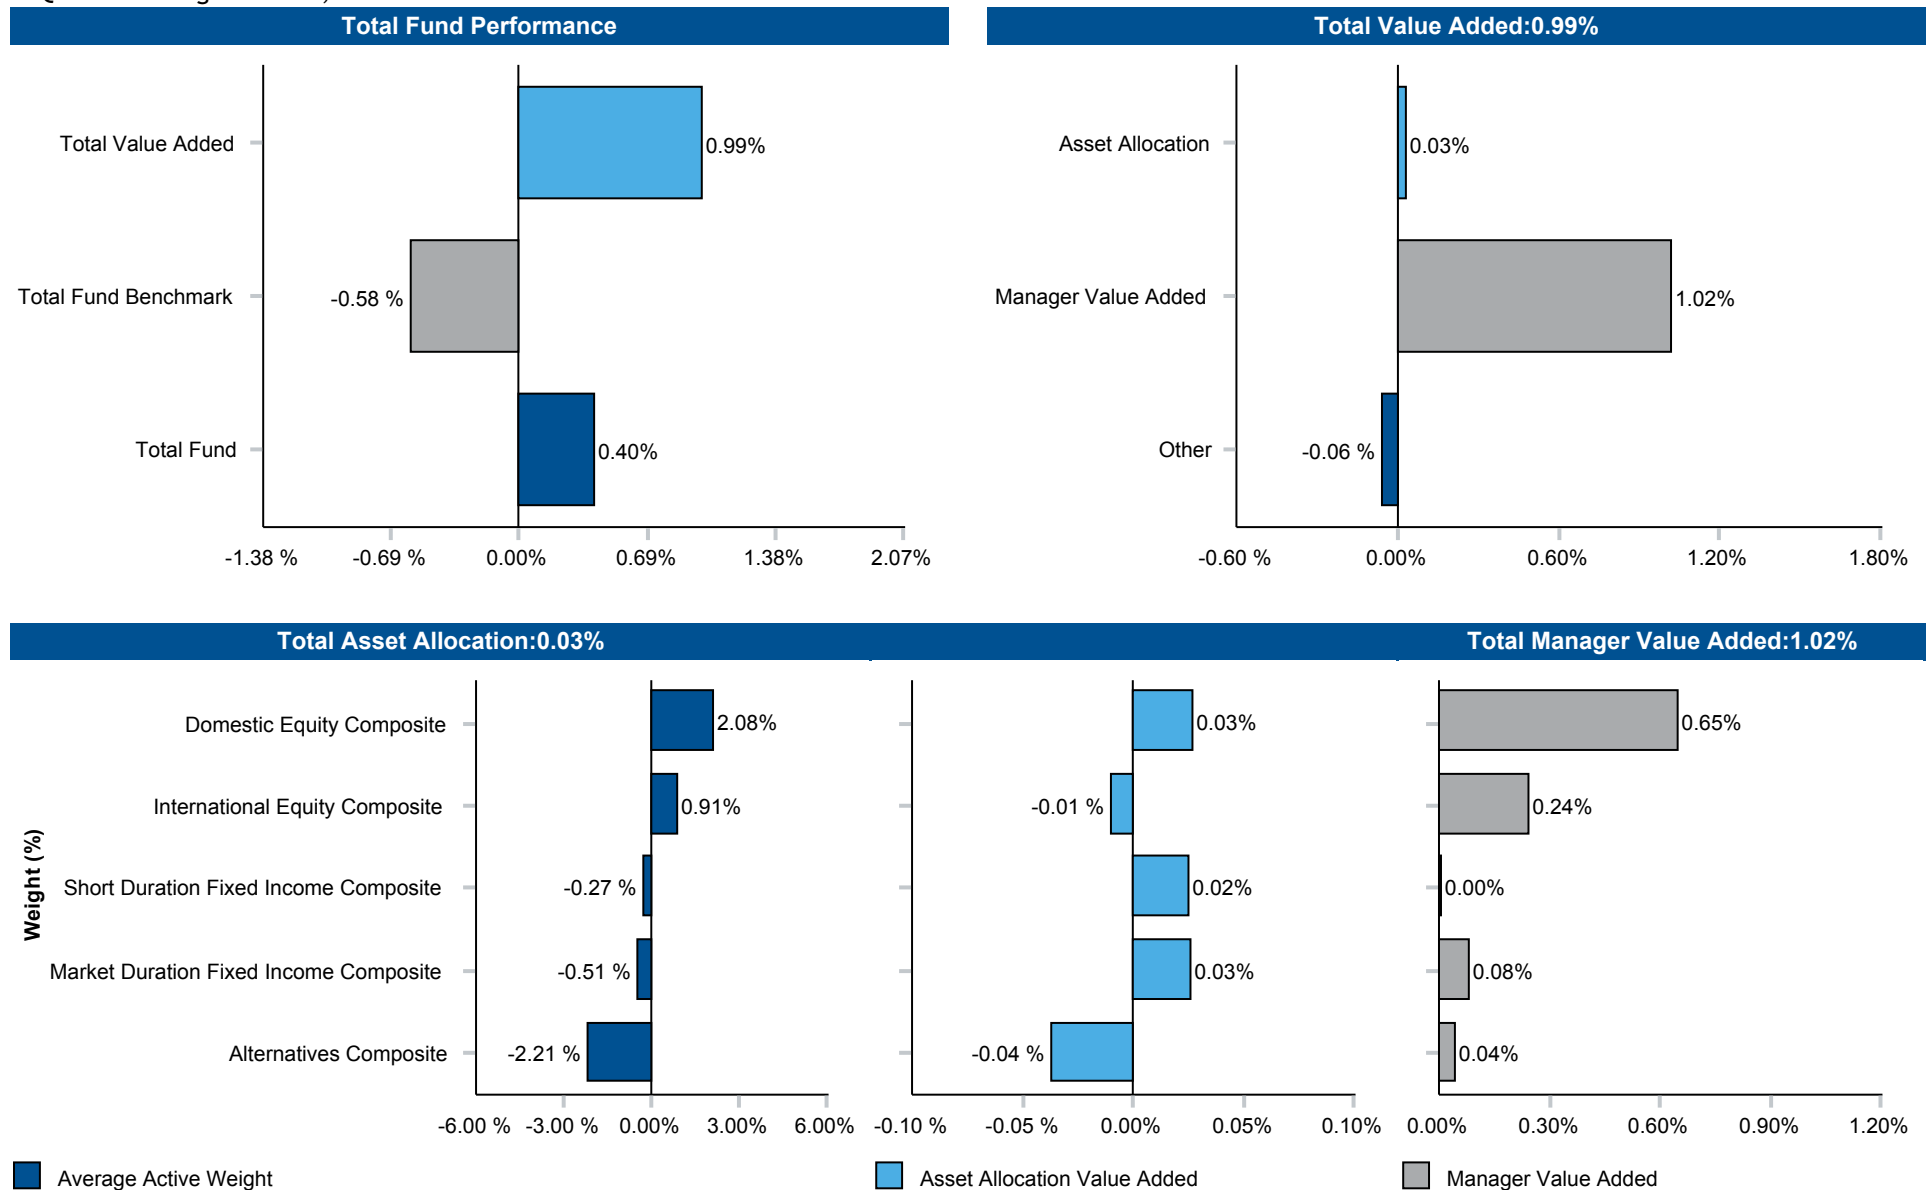 Total Fund Performance
Total Value Added
0.99%
Total Fund Benchmark
-0.58 %
Total Fund
0.40%
-1.38 % -0.69 % 0.00% 0.69% 1.38% 2.07%
Total Value Added:0.99%
Asset Allocation
0.03%
Manager Value Added
1.02%
Other
-0.06 %
-0.60 % 0.00% 0.60% 1.20% 1.80%
Total Asset Allocation:0.03%
Total Manager Value Added:1.02%
Weight (%)
Domestic Equity Composite 2.08% 0.03% 0.65%
International Equity Composite 0.91% -0.01 % 0.24%
Short Duration Fixed Income Composite -0.27 % 0.02% 0.00%
Market Duration Fixed Income Composite -0.51 % 0.03% 0.08%
Alternatives Composite -2.21 % -0.04 % 0.04%
-6.00 % -3.00 % 0.00% 3.00% 6.00% -0.10 % -0.05 % 0.00% 0.05% 0.10% 0.00% 0.30% 0.60% 0.90% 1.20%
Average Active Weight
Asset Allocation Value Added
Manager Value Added